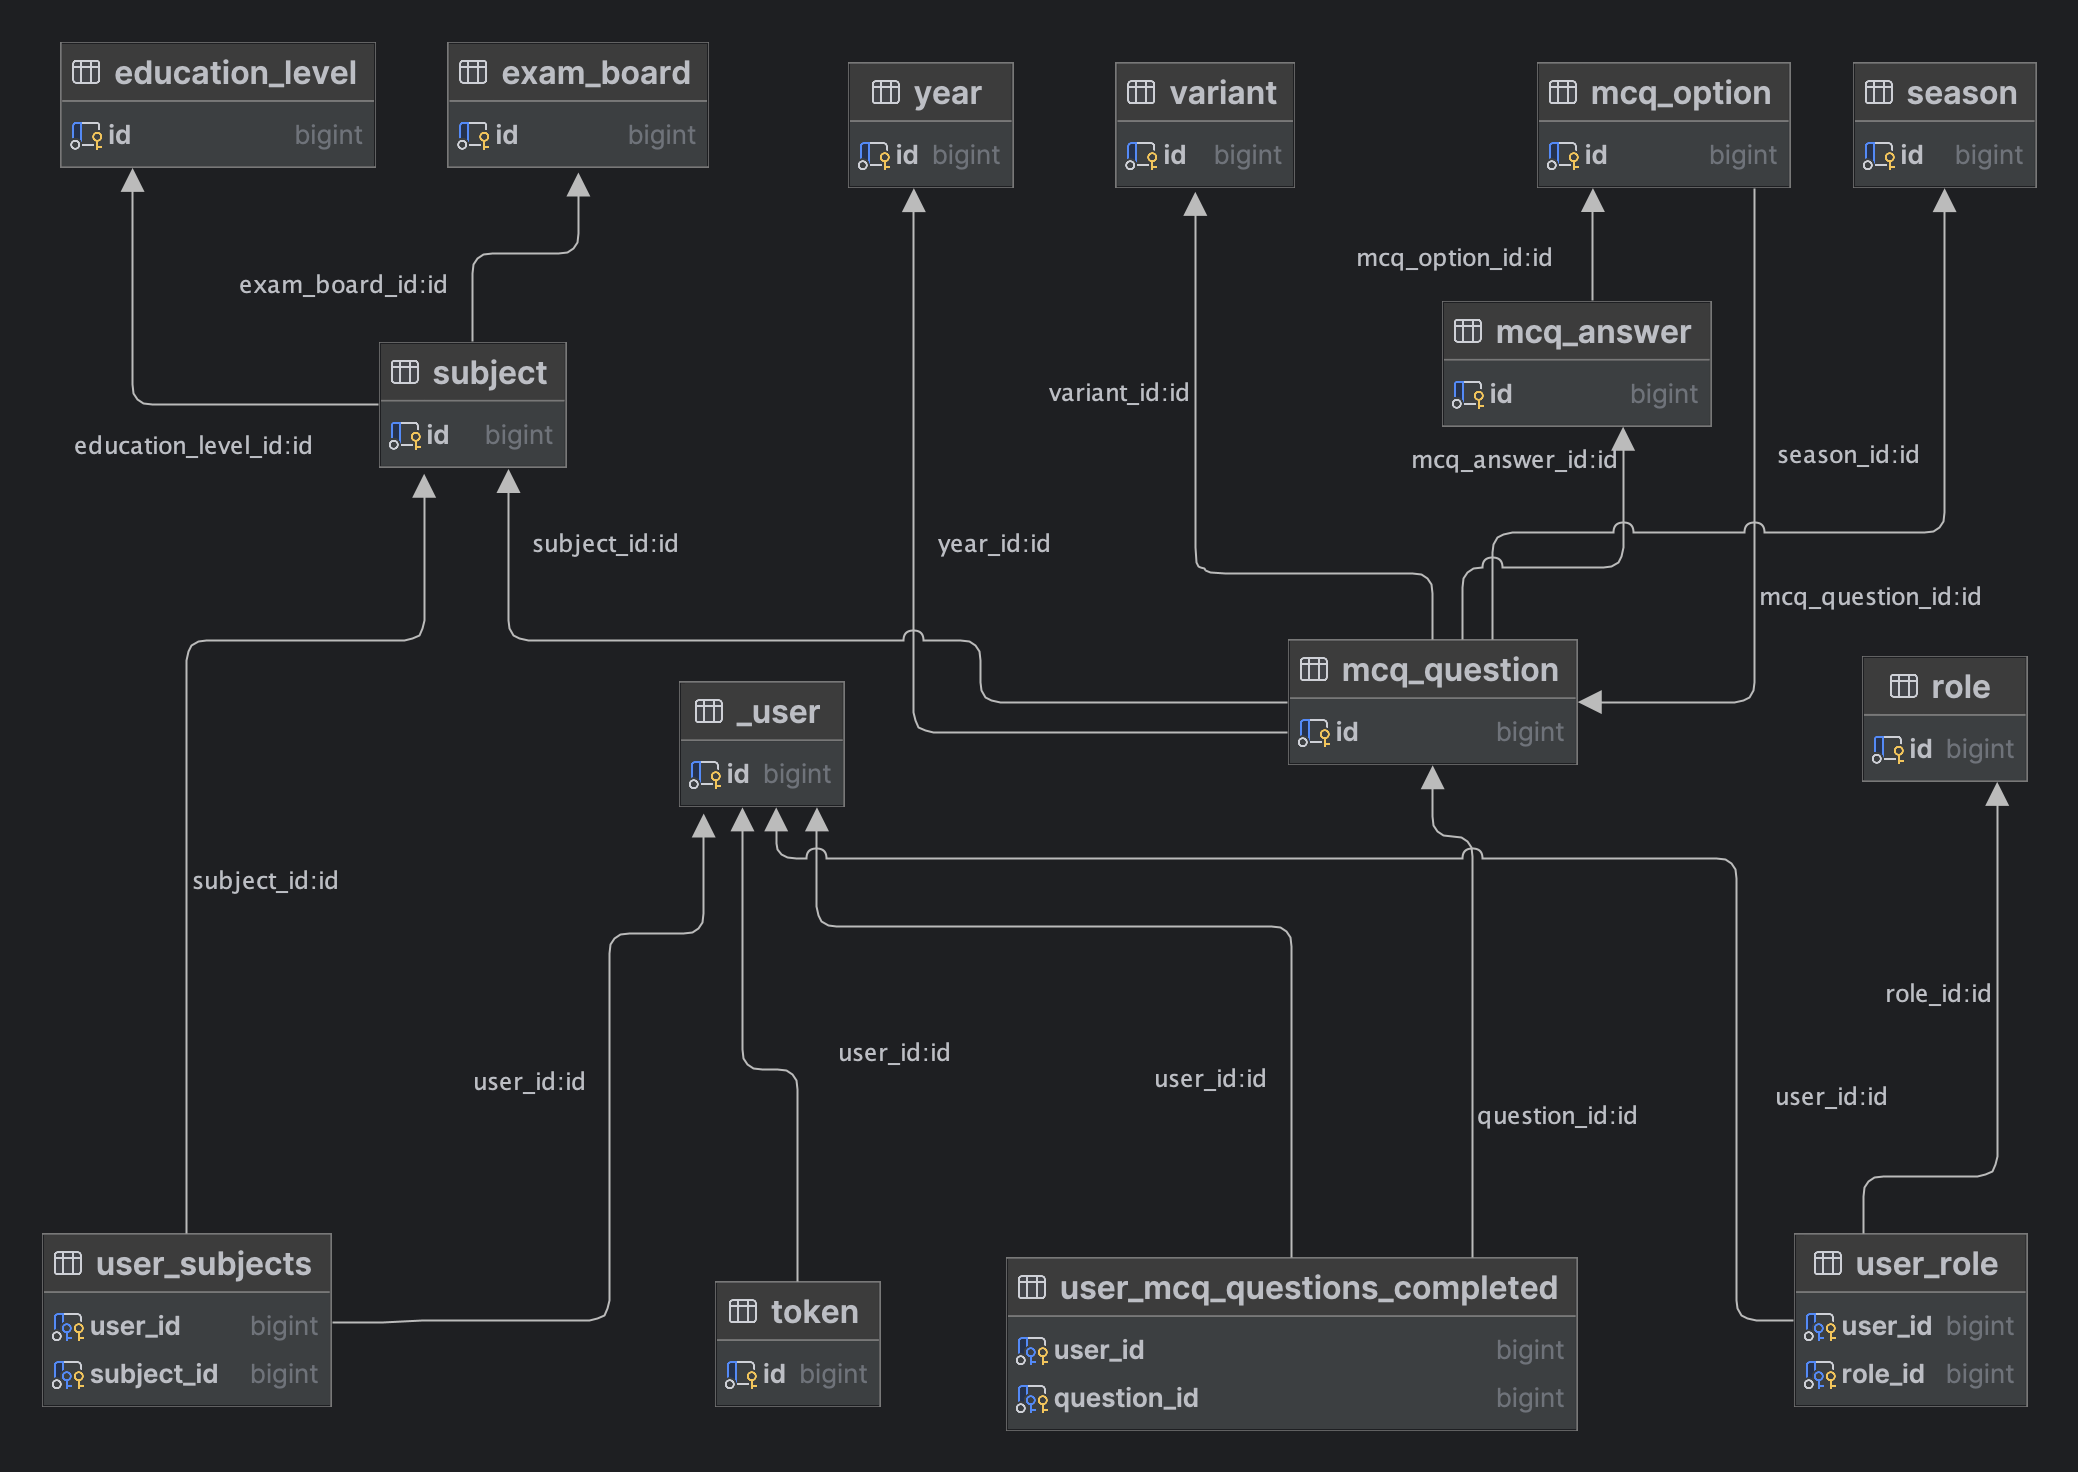 education_level
id bigint
exam_board
id bigint
year
id bigint
variant
id bigint
mcq_option
id bigint
season
id bigint
mcq_option_id:id
exam_board_id:id
mcq_answer
id bigint
subject
id bigint
variant_id:id
education_level_id:id
mcq_answer_id:id
season_id:id
subject_id:id
year_id:id
mcq_question_id:id
mcq_question
id bigint
role
id bigint
_user
id bigint
subject_id:id
role_id:id
user_id:id
user_id:id
user_id:id
user_id:id
question_id:id
user_subjects
user_id bigint
subject_id bigint
token
id bigint
user_mcq_questions_completed
user_id bigint
question_id bigint
user_role
user_id bigint
role_id bigint